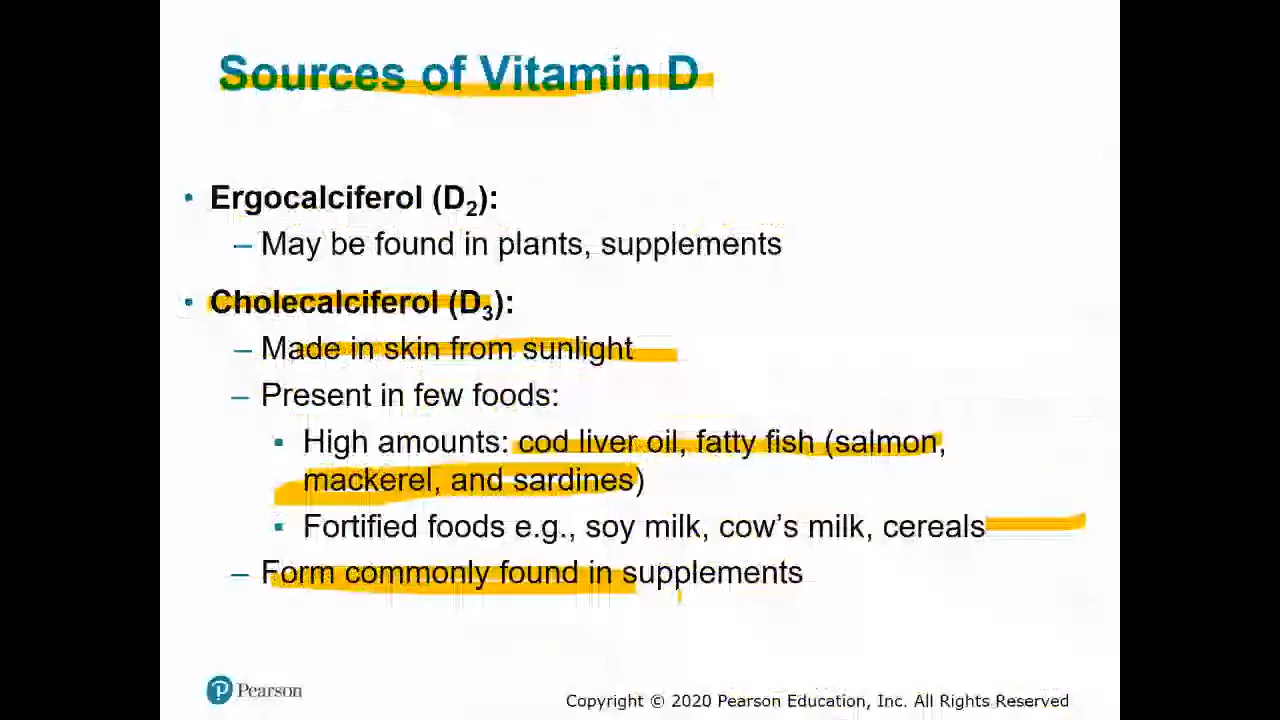 Sources of Vitamin D
• Ergocalciferol (D₂):
– May be found in plants, supplements
• Cholecalciferol (D₃):
– Made in skin from sunlight
– Present in few foods:
▪ High amounts: cod liver oil, fatty fish (salmon,
mackerel, and sardines)
▪ Fortified foods e.g., soy milk, cow’s milk, cereals
– Form commonly found in supplements
Pearson
Copyright © 2020 Pearson Education, Inc. All Rights Reserved